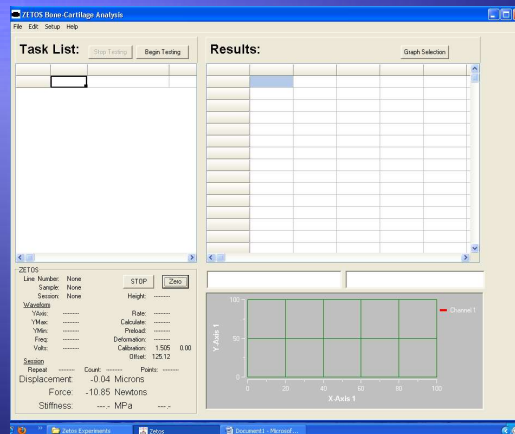 ZETOS Bone-Cartilage Analysis
File Edit Setup Help
Task List: Stop Testing Begin Testing
Results: Graph Selection
ZETOS
Line Number: None
Sample: None
Session: None
STOP Zero
Height: --------
Waveform
YAxis: --------
YMax: --------
YMin: --------
Freq: --------
Volts: --------
Rate: --------
Calculate: --------
Preload: --------
Deformation: --------
Calibration: 1.505 0.00
Offset: 125.12
Session
Repeat -------- Count: -------- Points: --------
Displacement: -0.04 Microns
Force: -10.85 Newtons
Stiffness: ---.- MPa ---.-
100
50
0
Y-Axis 1
0 20 40 60 80 100
X-Axis 1
Channel 1
Zetos Experiments Zetos Document1 - Microsof...